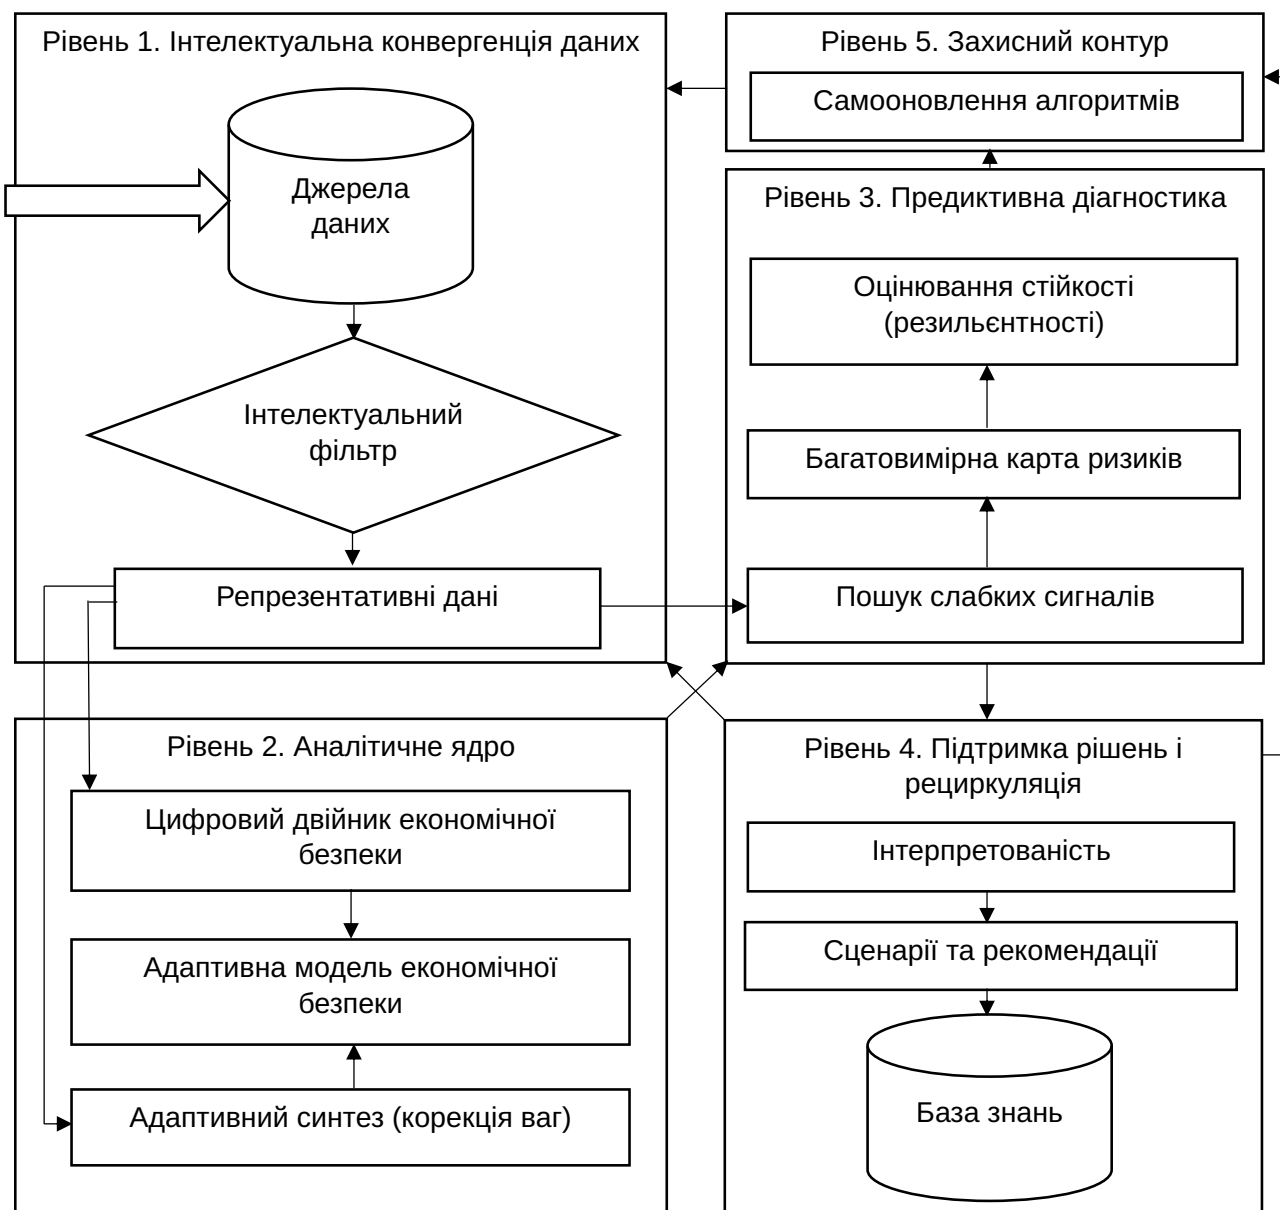 Рівень 1. Інтелектуальна конвергенція даних
Джерела
даних
Інтелектуальний
фільтр
Репрезентативні дані
Рівень 2. Аналітичне ядро
Цифровий двійник економічної
безпеки
Адаптивна модель економічної
безпеки
Адаптивний синтез (корекція ваг)
Рівень 5. Захисний контур
Самооновлення алгоритмів
Рівень 3. Предиктивна діагностика
Оцінювання стійкості
(резильєнтності)
Багатовимірна карта ризиків
Пошук слабких сигналів
Рівень 4. Підтримка рішень і
рециркуляція
Інтерпретованість
Сценарії та рекомендації
База знань